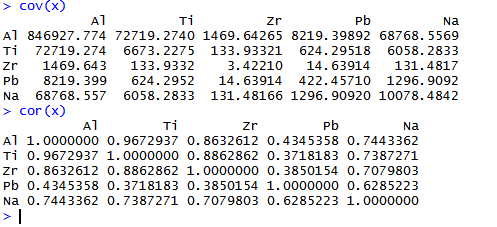 > cov(x)
Al Ti Zr Pb Na
Al 846927.774 72719.2740 1469.64265 8219.39892 68768.5569
Ti 72719.274 6673.2275 133.93321 624.29518 6058.2833
Zr 1469.643 133.9332 3.42210 14.63914 131.4817
Pb 8219.399 624.2952 14.63914 422.45710 1296.9092
Na 68768.557 6058.2833 131.48166 1296.90920 10078.4842
> cor(x)
Al Ti Zr Pb Na
Al 1.0000000 0.9672937 0.8632612 0.4345358 0.7443362
Ti 0.9672937 1.0000000 0.8862862 0.3718183 0.7387271
Zr 0.8632612 0.8862862 1.0000000 0.3850154 0.7079803
Pb 0.4345358 0.3718183 0.3850154 1.0000000 0.6285223
Na 0.7443362 0.7387271 0.7079803 0.6285223 1.0000000
>